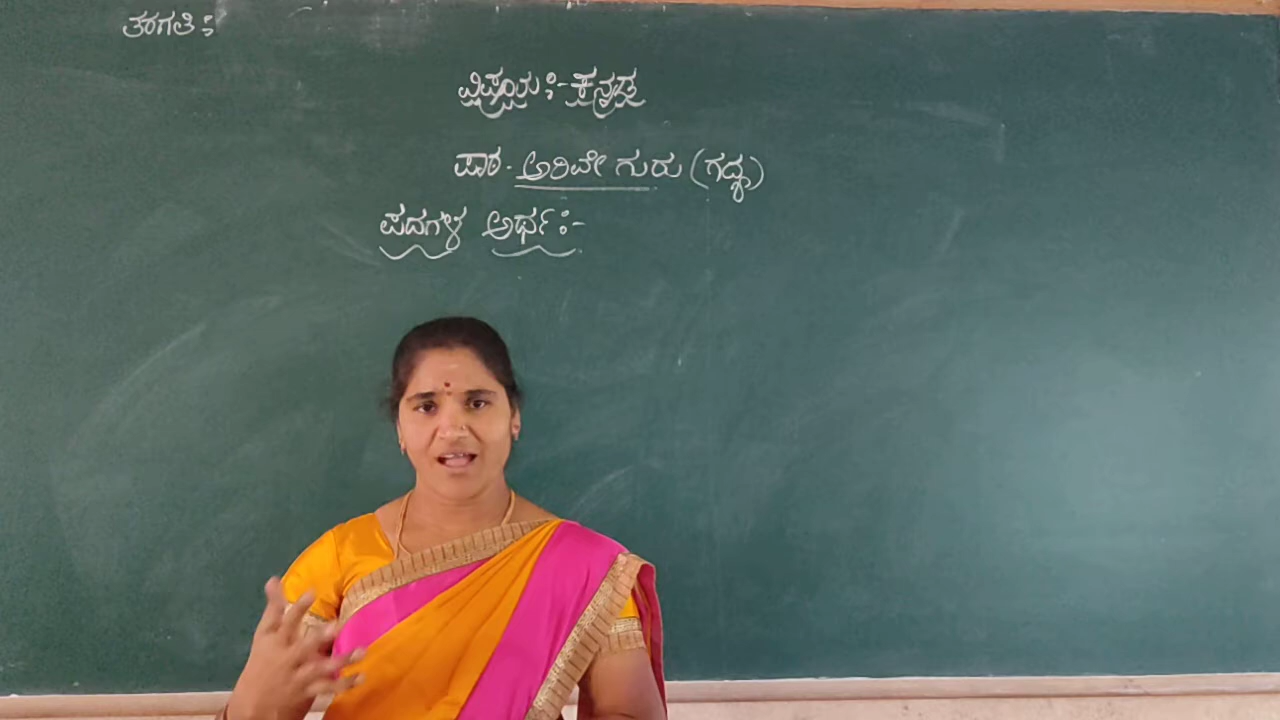 ತರಗತಿ :
ವಿಷಯ :- ಕನ್ನಡ
ಪಾಠ - ಅರಿವೇ ಗುರು (ಗದ್ಯ)
ಪದಗಳ ಅರ್ಥ :-